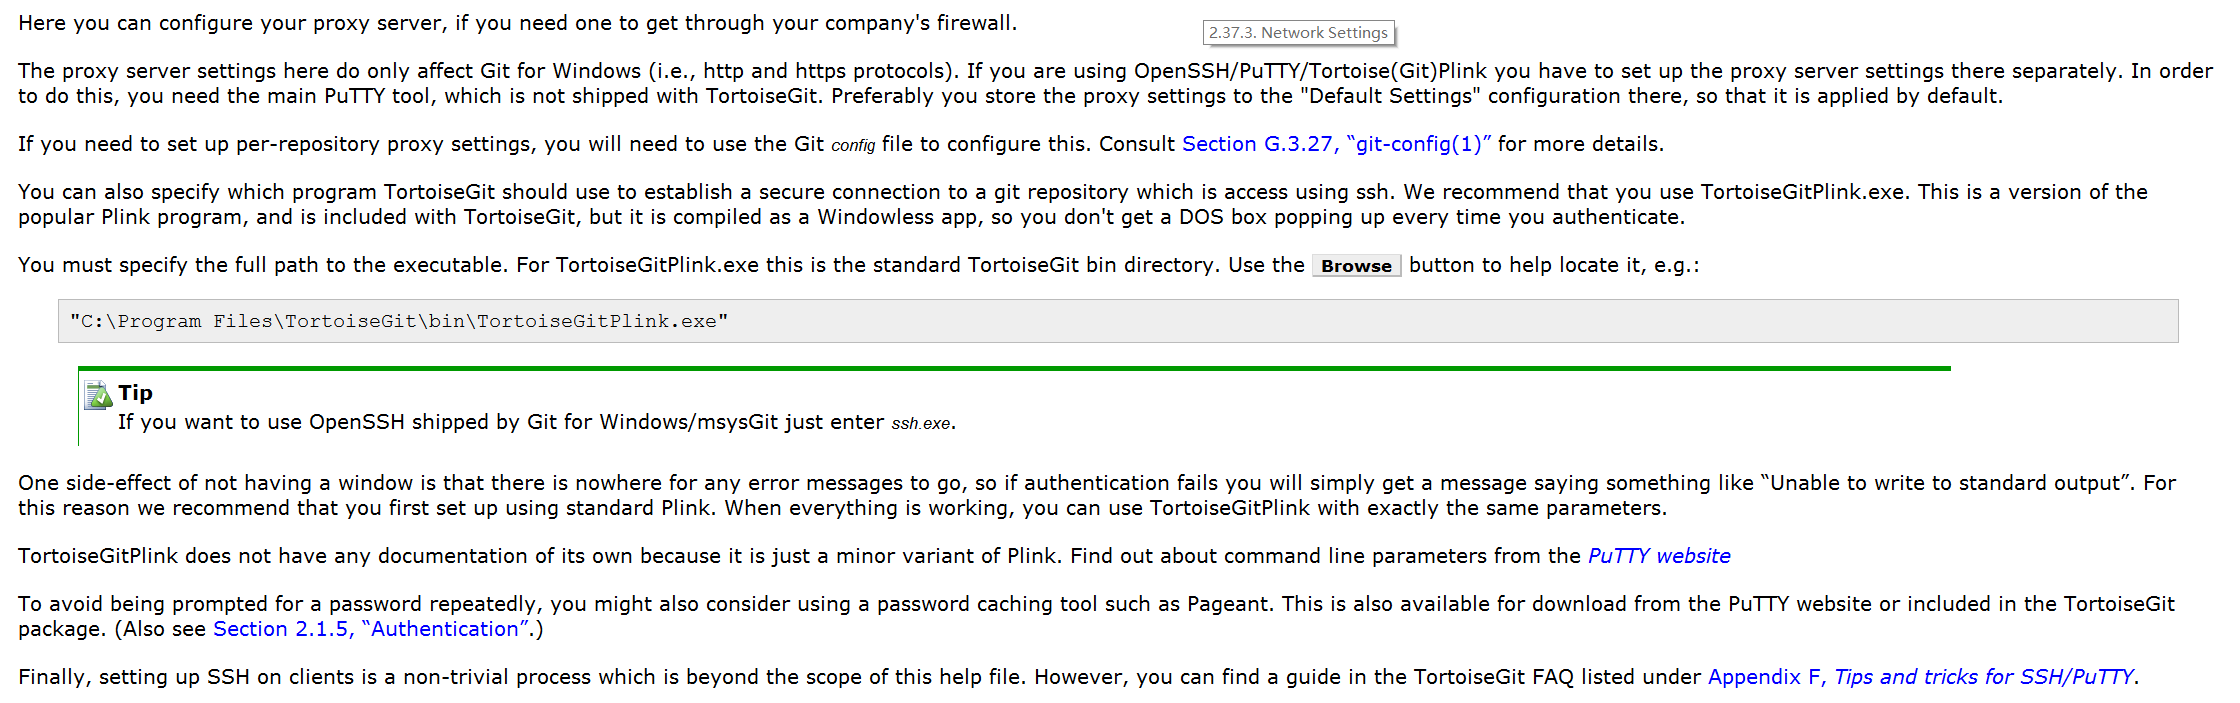 Here you can configure your proxy server, if you need one to get through your company's firewall.
2.37.3. Network Settings
The proxy server settings here do only affect Git for Windows (i.e., http and https protocols). If you are using OpenSSH/PuTTY/Tortoise(Git)Plink you have to set up the proxy server settings there separately. In order
to do this, you need the main PuTTY tool, which is not shipped with TortoiseGit. Preferably you store the proxy settings to the "Default Settings" configuration there, so that it is applied by default.
If you need to set up per-repository proxy settings, you will need to use the Git config file to configure this. Consult Section G.3.27, “git-config(1)” for more details.
You can also specify which program TortoiseGit should use to establish a secure connection to a git repository which is access using ssh. We recommend that you use TortoiseGitPlink.exe. This is a version of the
popular Plink program, and is included with TortoiseGit, but it is compiled as a Windowless app, so you don't get a DOS box popping up every time you authenticate.
You must specify the full path to the executable. For TortoiseGitPlink.exe this is the standard TortoiseGit bin directory. Use the Browse button to help locate it, e.g.:
"C:\Program Files\TortoiseGit\bin\TortoiseGitPlink.exe"
Tip
If you want to use OpenSSH shipped by Git for Windows/msysGit just enter ssh.exe.
One side-effect of not having a window is that there is nowhere for any error messages to go, so if authentication fails you will simply get a message saying something like “Unable to write to standard output”. For
this reason we recommend that you first set up using standard Plink. When everything is working, you can use TortoiseGitPlink with exactly the same parameters.
TortoiseGitPlink does not have any documentation of its own because it is just a minor variant of Plink. Find out about command line parameters from the PuTTY website
To avoid being prompted for a password repeatedly, you might also consider using a password caching tool such as Pageant. This is also available for download from the PuTTY website or included in the TortoiseGit
package. (Also see Section 2.1.5, “Authentication”.)
Finally, setting up SSH on clients is a non-trivial process which is beyond the scope of this help file. However, you can find a guide in the TortoiseGit FAQ listed under Appendix F, Tips and tricks for SSH/PuTTY.